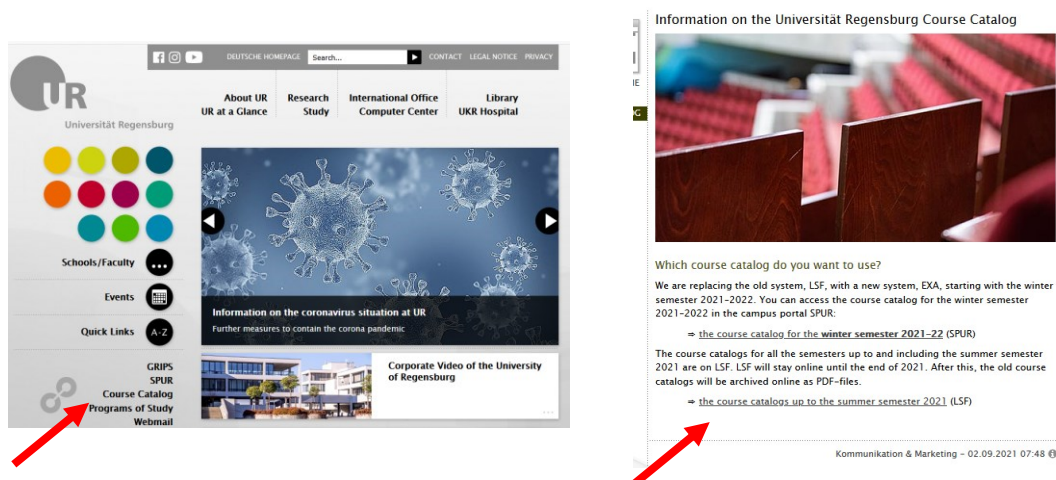 DEUTSCHE HOMEPAGE
Search...
CONTACT
LEGAL NOTICE
PRIVACY
UR
Universität Regensburg
About UR
UR at a Glance
Research
Study
International Office
Computer Center
Library
UKR Hospital
Schools/Faculty
Events
Quick Links
A-Z
GRIPS
SPUR
Course Catalog
Programs of Study
Webmail
Information on the coronavirus situation at UR
Further measures to contain the corona pandemic
Corporate Video of the University
of Regensburg
Information on the Universität Regensburg Course Catalog
Which course catalog do you want to use?
We are replacing the old system, LSF, with a new system, EXA, starting with the winter
semester 2021-2022. You can access the course catalog for the winter semester
2021-2022 in the campus portal SPUR:
⇒ the course catalog for the winter semester 2021-22 (SPUR)
The course catalogs for all the semesters up to and including the summer semester
2021 are on LSF. LSF will stay online until the end of 2021. After this, the old course
catalogs will be archived online as PDF-files.
⇒ the course catalogs up to the summer semester 2021 (LSF)
Kommunikation & Marketing - 02.09.2021 07:48